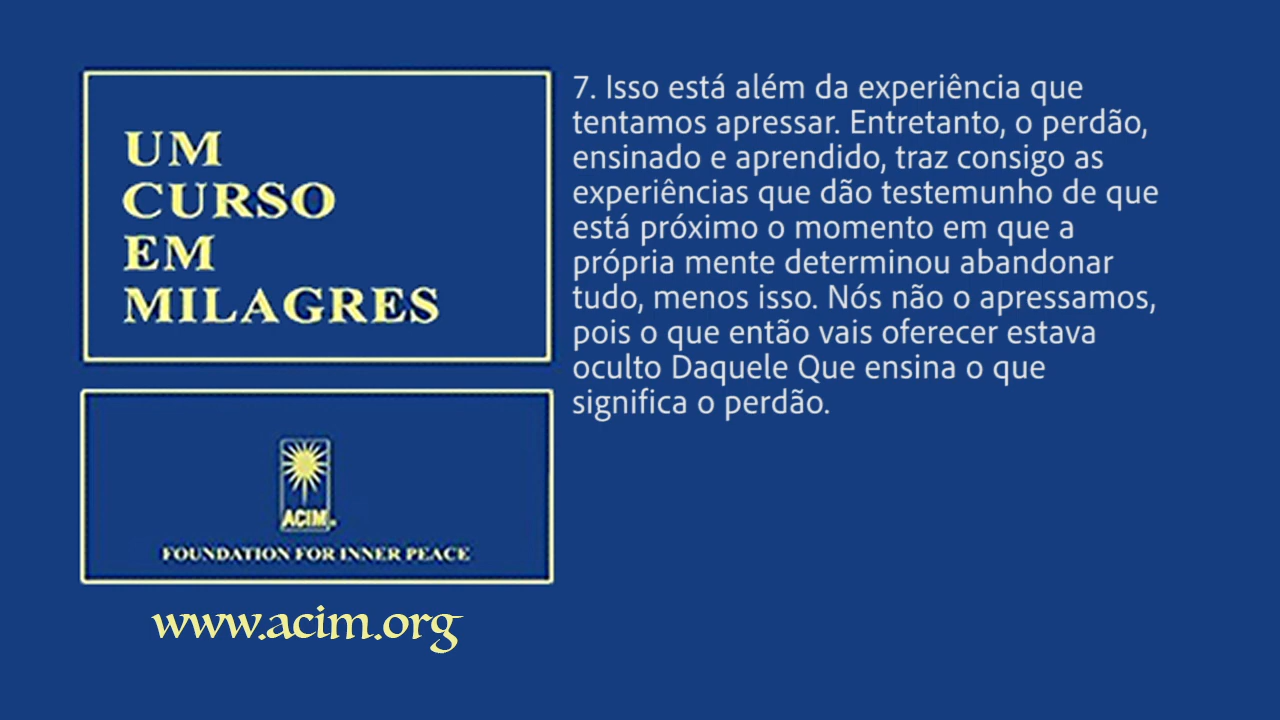 UM
CURSO
EM
MILAGRES
ACIM®
FOUNDATION FOR INNER PEACE
www.acim.org
7. Isso está além da experiência que
tentamos apressar. Entretanto, o perdão,
ensinado e aprendido, traz consigo as
experiências que dão testemunho de que
está próximo o momento em que a
própria mente determinou abandonar
tudo, menos isso. Nós não o apressamos,
pois o que então vais oferecer estava
oculto Daquele Que ensina o que
significa o perdão.